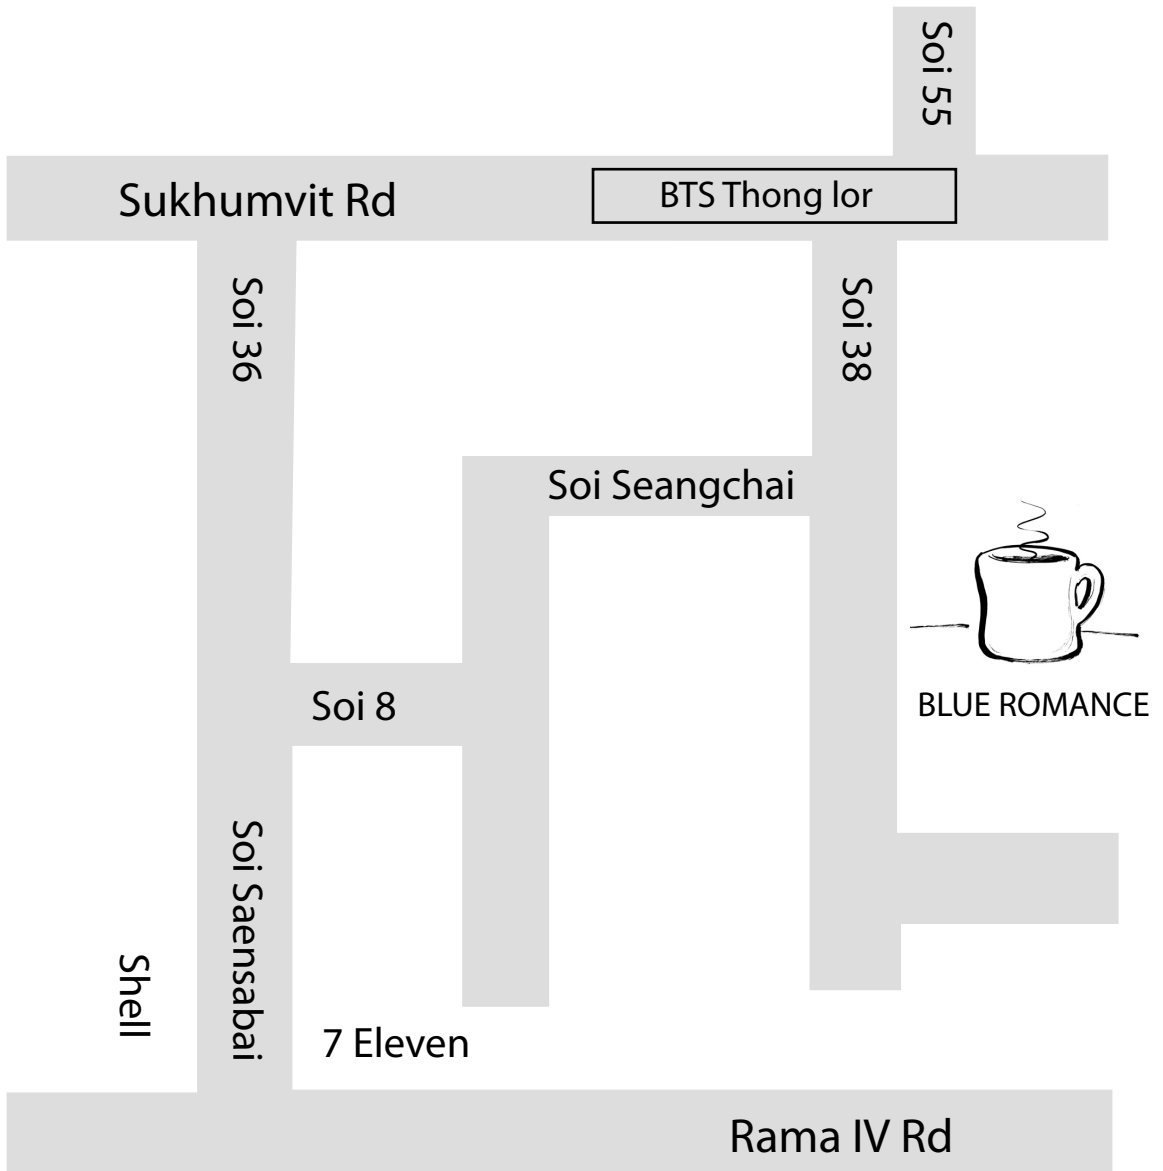 Soi 55
Sukhumvit Rd
BTS Thong lor
Soi 36
Soi 38
Soi Seangchai
Soi 8
BLUE ROMANCE
Soi Saensabai
Shell
7 Eleven
Rama IV Rd